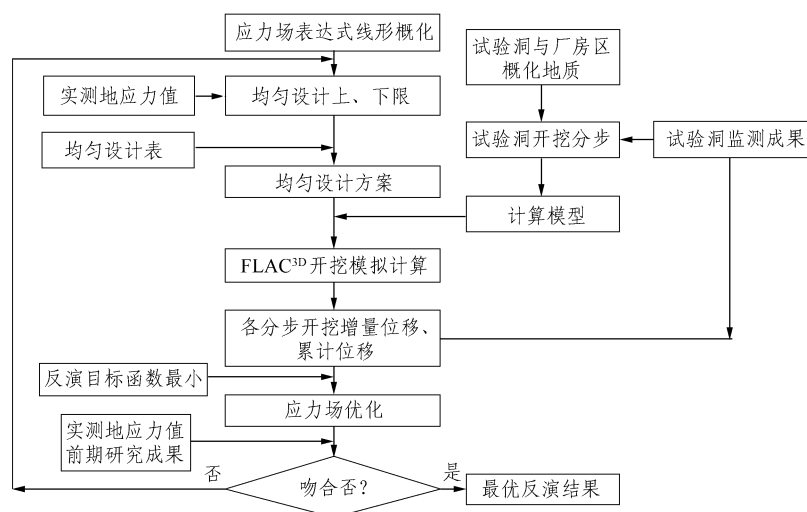 应力场表达式线形概化
试验洞与厂房区
概化地质
实测地应力值
均匀设计上、下限
试验洞开挖分步
试验洞监测成果
均匀设计表
均匀设计方案
计算模型
FLAC3D开挖模拟计算
各分步开挖增量位移、
累计位移
反演目标函数最小
应力场优化
实测地应力值
前期研究成果
否
吻合否?
是
最优反演结果